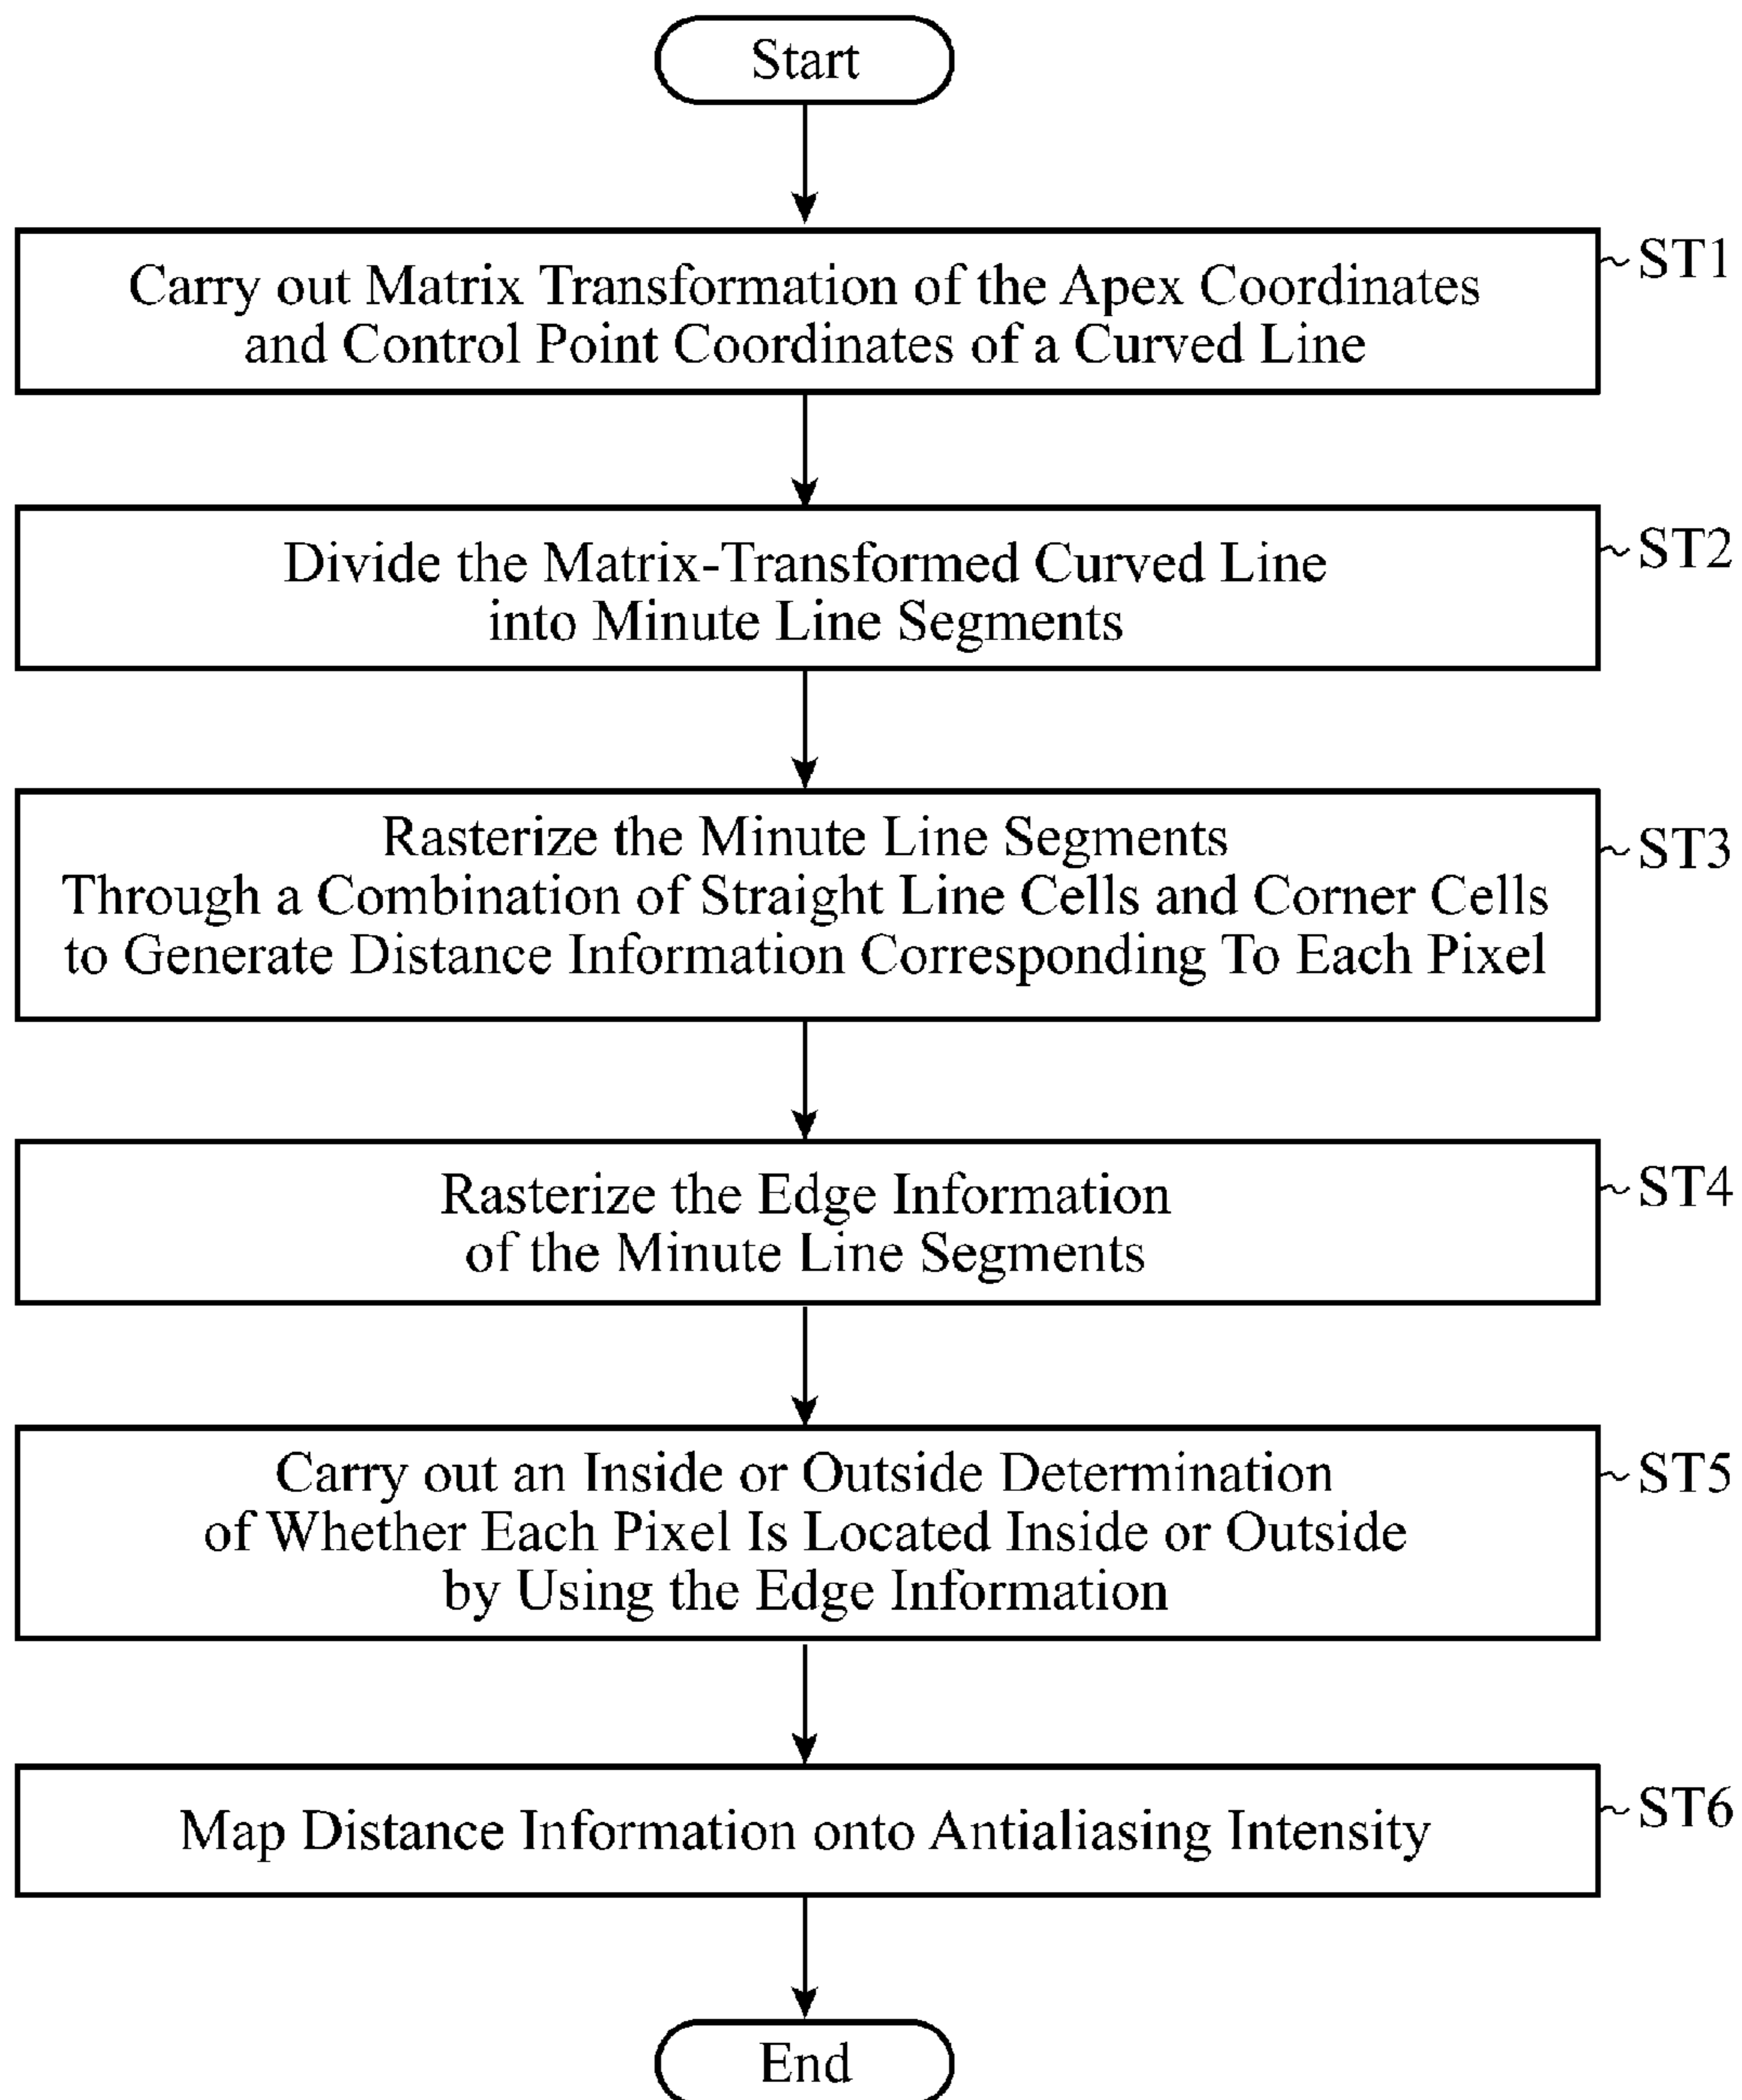 Start
Carry out Matrix Transformation of the Apex Coordinates
and Control Point Coordinates of a Curved Line
ST1
Divide the Matrix-Transformed Curved Line
into Minute Line Segments
ST2
Rasterize the Minute Line Segments
Through a Combination of Straight Line Cells and Corner Cells
to Generate Distance Information Corresponding To Each Pixel
ST3
Rasterize the Edge Information
of the Minute Line Segments
ST4
Carry out an Inside or Outside Determination
of Whether Each Pixel Is Located Inside or Outside
by Using the Edge Information
ST5
Map Distance Information onto Antialiasing Intensity
ST6
End